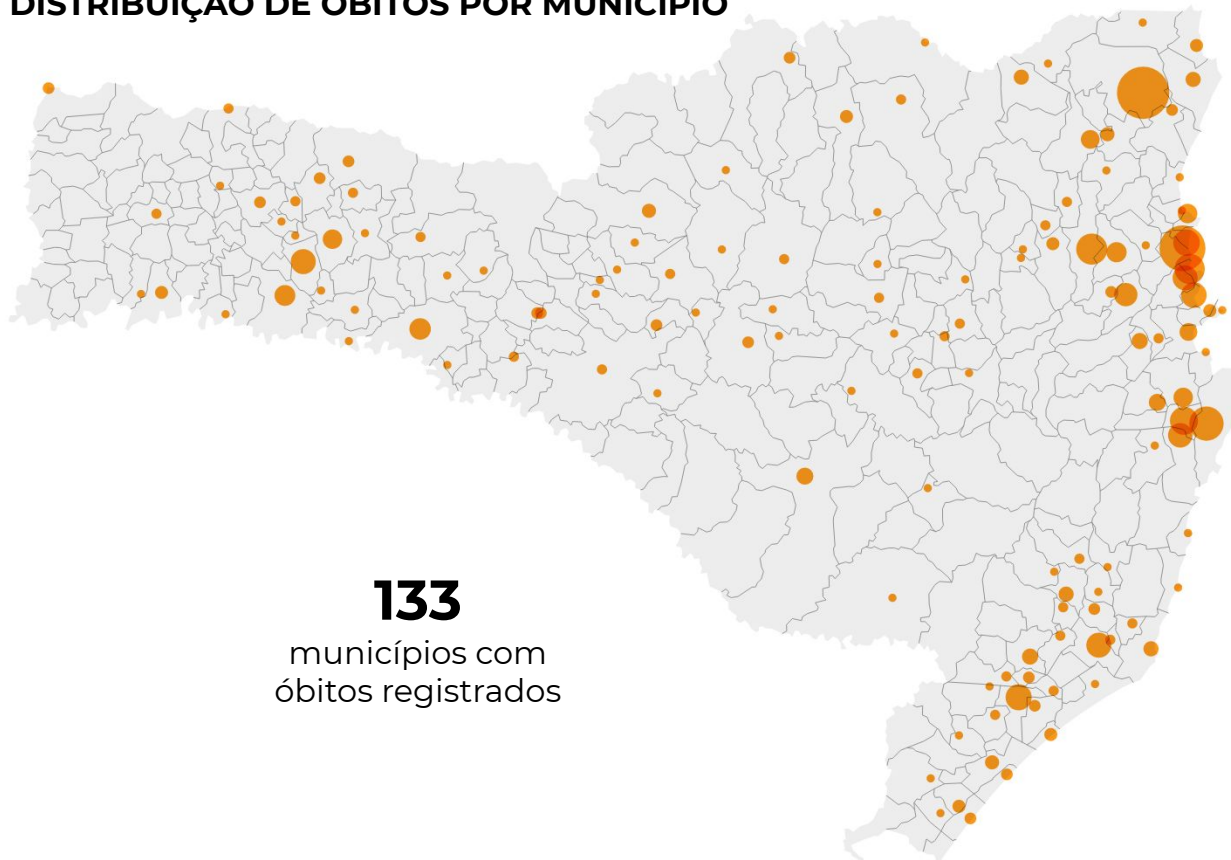 DISTRIBUIÇÃO DE ÓBITOS POR MUNICÍPIO
133
municípios com
óbitos registrados